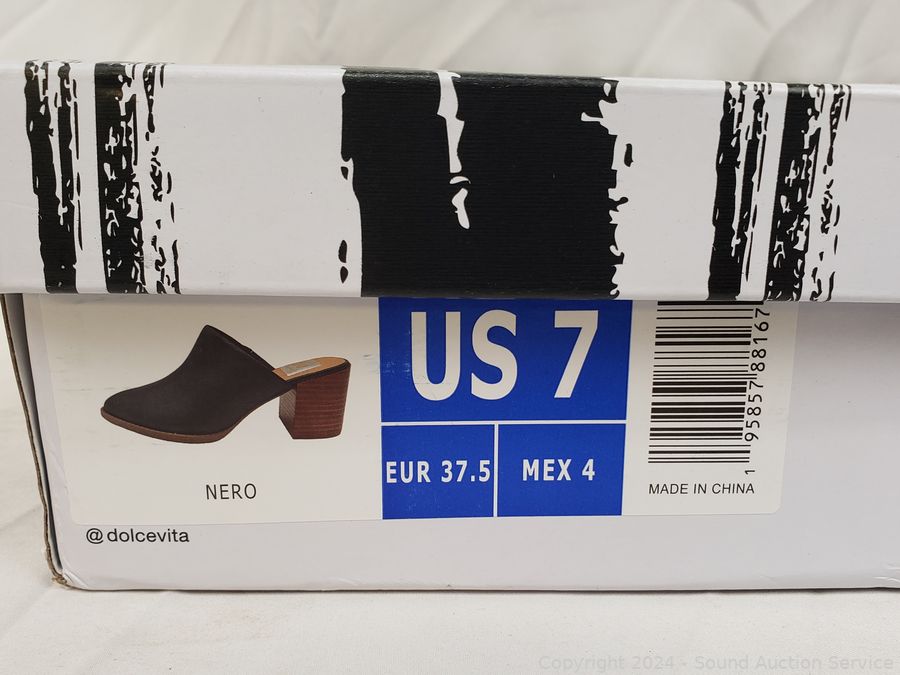 US 7
EUR 37.5
MEX 4
NERO
1 95857 88167
MADE IN CHINA
@dolcevita
Copyright 2024 - Sound Auction Service